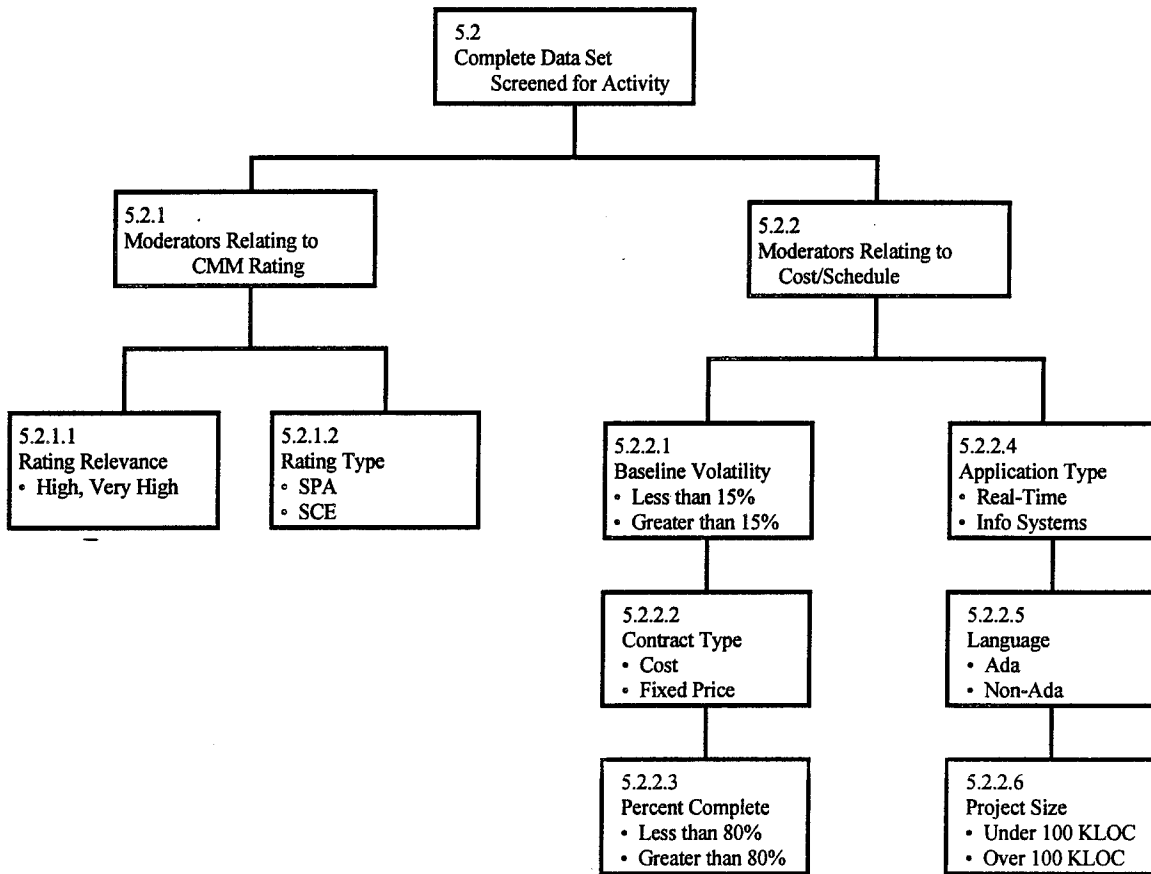 5.2
Complete Data Set
Screened for Activity
5.2.1
Moderators Relating to
CMM Rating
5.2.2
Moderators Relating to
Cost/Schedule
5.2.1.1
Rating Relevance
• High, Very High
5.2.1.2
Rating Type
• SPA
• SCE
5.2.2.1
Baseline Volatility
• Less than 15%
• Greater than 15%
5.2.2.4
Application Type
• Real-Time
• Info Systems
5.2.2.2
Contract Type
• Cost
• Fixed Price
5.2.2.5
Language
• Ada
• Non-Ada
5.2.2.3
Percent Complete
• Less than 80%
• Greater than 80%
5.2.2.6
Project Size
• Under 100 KLOC
• Over 100 KLOC